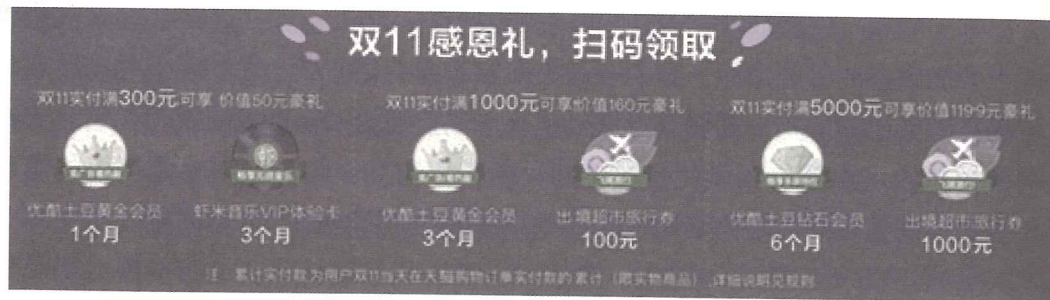 双11感恩礼，扫码领取
双11实付满300元可享 价值50元豪礼
优酷土豆黄金会员
1个月
虾米音乐VIP体验卡
3个月
双11实付满1000元可享价值160元豪礼
优酷土豆黄金会员
3个月
出境超市旅行券
100元
双11实付满5000元可享价值1199元豪礼
优酷土豆钻石会员
6个月
出境超市旅行券
1000元
注：累计实付款为用户双11当天在天猫购物订单实付款的累计（限实物商品），详细说明见规则